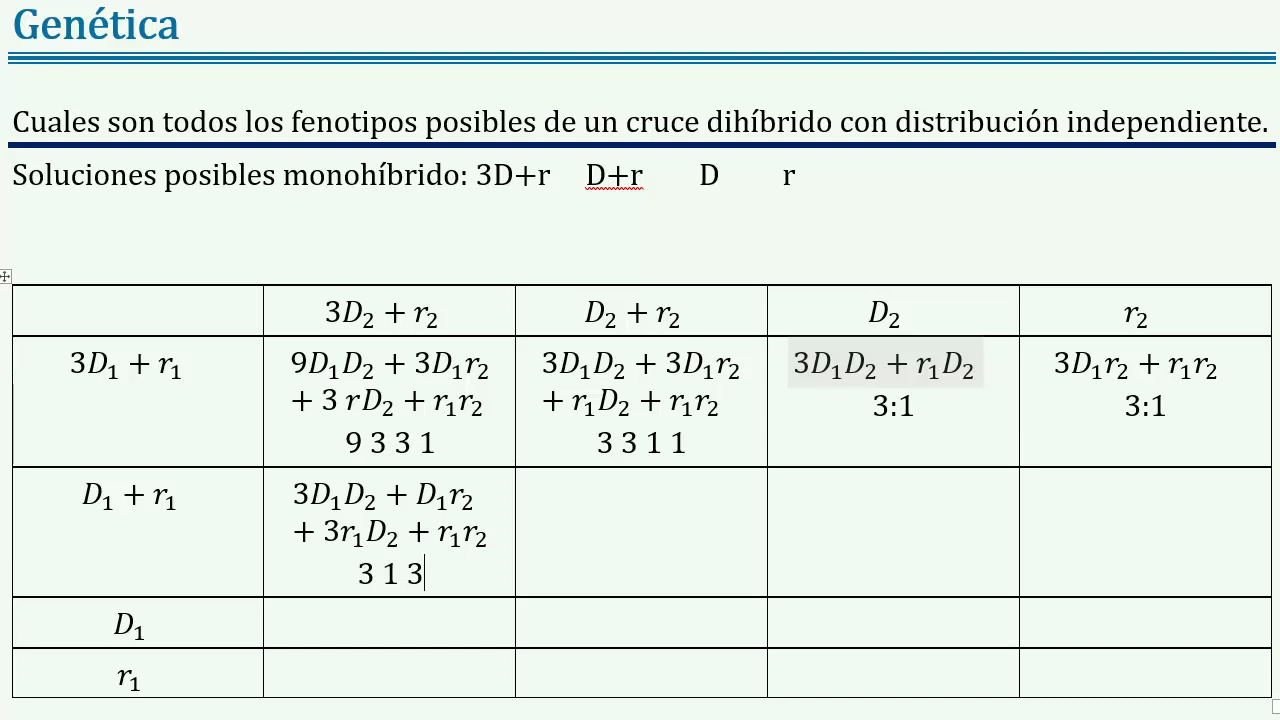 Genética
Cuales son todos los fenotipos posibles de un cruce dihíbrido con distribución independiente.
Soluciones posibles monohíbrido: 3D+r D+r D r
3D₂ + r₂ D₂ + r₂ D₂ r₂
3D₁ + r₁ 9D₁D₂ + 3D₁r₂ 3D₁D₂ + 3D₁r₂ 3D₁D₂ + r₁D₂ 3D₁r₂ + r₁r₂
+ 3 rD₂ + r₁r₂ + r₁D₂ + r₁r₂ 3:1 3:1
9 3 3 1 3 3 1 1
D₁ + r₁ 3D₁D₂ + D₁r₂
+ 3r₁D₂ + r₁r₂
3 1 3
D₁
r₁